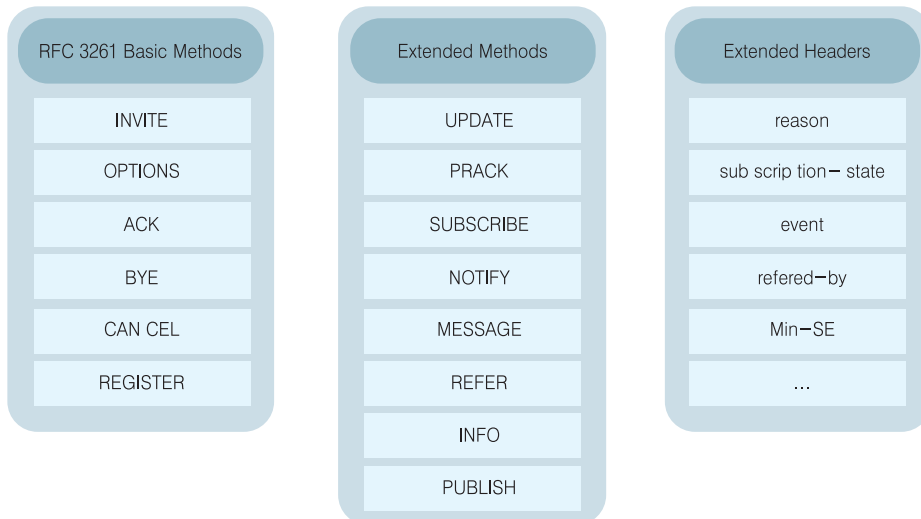 RFC 3261 Basic Methods
INVITE
OPTIONS
ACK
BYE
CAN CEL
REGISTER
Extended Methods
UPDATE
PRACK
SUBSCRIBE
NOTIFY
MESSAGE
REFER
INFO
PUBLISH
Extended Headers
reason
sub scrip tion- state
event
refered-by
Min-SE
...